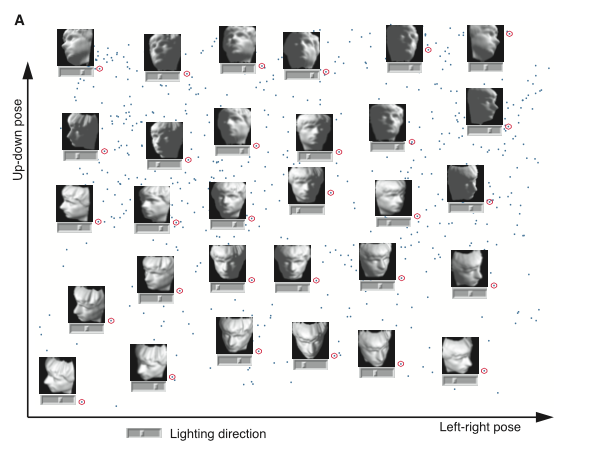 A
Up-down pose
Left-right pose
Lighting direction